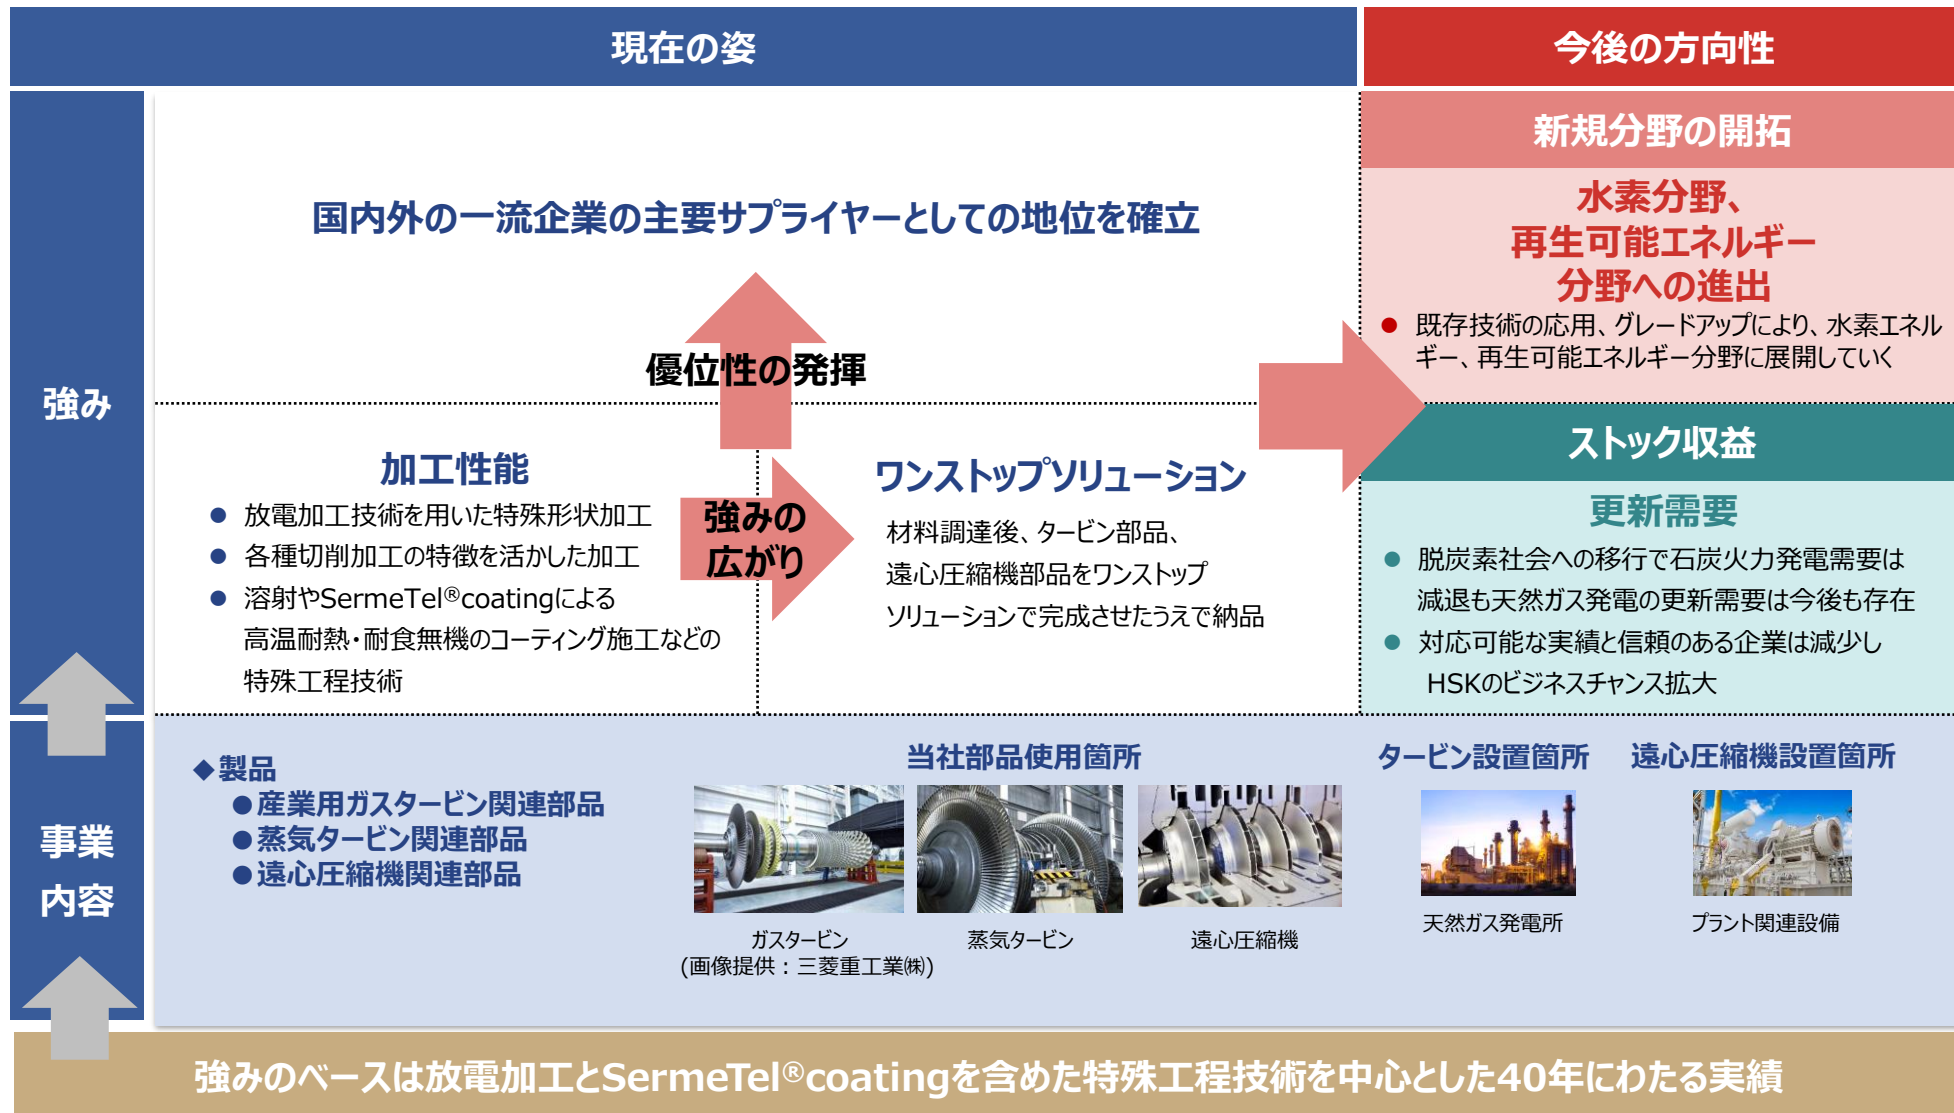 現在の姿
今後の方向性
強み
国内外の一流企業の主要サプライヤーとしての地位を確立
優位性の発揮
加工性能
● 放電加工技術を用いた特殊形状加工
● 各種切削加工の特徴を活かした加工
● 溶射やSermeTel®coatingによる
高温耐熱・耐食無機のコーティング施工などの
特殊工程技術
強みの
広がり
ワンストップソリューション
材料調達後、タービン部品、
遠心圧縮機部品をワンストップ
ソリューションで完成させたうえで納品
新規分野の開拓
水素分野、
再生可能エネルギー
分野への進出
● 既存技術の応用、グレードアップにより、水素エネル
ギー、再生可能エネルギー分野に展開していく
ストック収益
更新需要
● 脱炭素社会への移行で石炭火力発電需要は
減退も天然ガス発電の更新需要は今後も存在
● 対応可能な実績と信頼のある企業は減少し
HSKのビジネスチャンス拡大
事業
内容
◆製品
●産業用ガスタービン関連部品
●蒸気タービン関連部品
●遠心圧縮機関連部品
当社部品使用箇所
ガスタービン
(画像提供:三菱重工業㈱)
蒸気タービン
遠心圧縮機
タービン設置箇所
天然ガス発電所
遠心圧縮機設置箇所
プラント関連設備
強みのベースは放電加工とSermeTel®coatingを含めた特殊工程技術を中心とした40年にわたる実績